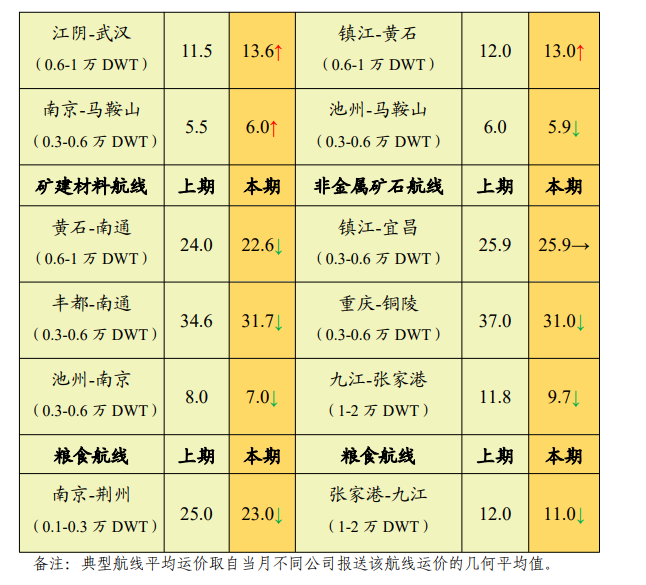 江阴-武汉 11.5 13.6↑ 镇江-黄石 12.0 13.0↑
（0.6-1 万 DWT） （0.6-1 万 DWT）
南京-马鞍山 5.5 6.0↑ 池州-马鞍山 6.0 5.9↓
（0.3-0.6 万 DWT） （0.3-0.6 万 DWT）
矿建材料航线 上期 本期 非金属矿石航线 上期 本期
黄石-南通 24.0 22.6↓ 镇江-宜昌 25.9 25.9→
（0.6-1 万 DWT） （0.3-0.6 万 DWT）
丰都-南通 34.6 31.7↓ 重庆-铜陵 37.0 31.0↓
（0.3-0.6 万 DWT） （0.3-0.6 万 DWT）
池州-南京 8.0 7.0↓ 九江-张家港 11.8 9.7↓
（0.3-0.6 万 DWT） （1-2 万 DWT）
粮食航线 上期 本期 粮食航线 上期 本期
南京-荆州 25.0 23.0↓ 张家港-九江 12.0 11.0↓
（0.1-0.3 万 DWT） （1-2 万 DWT）
备注：典型航线平均运价取自当月不同公司报送该航线运价的几何平均值。